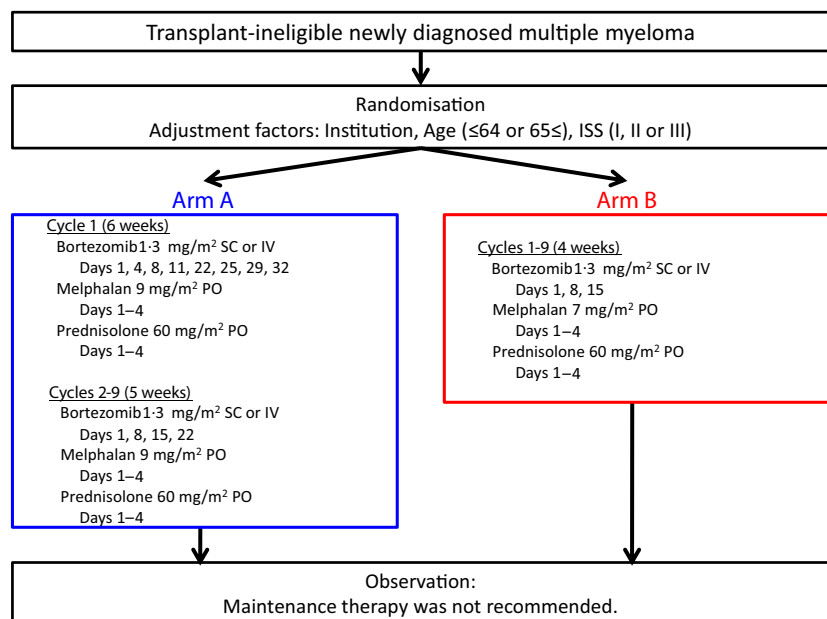 Transplant-ineligible newly diagnosed multiple myeloma
Randomisation
Adjustment factors: Institution, Age (≤64 or 65≤), ISS (I, II or III)
Arm A
Cycle 1 (6 weeks)
Bortezomib1·3 mg/m² SC or IV
Days 1, 4, 8, 11, 22, 25, 29, 32
Melphalan 9 mg/m² PO
Days 1–4
Prednisolone 60 mg/m² PO
Days 1–4
Cycles 2-9 (5 weeks)
Bortezomib1·3 mg/m² SC or IV
Days 1, 8, 15, 22
Melphalan 9 mg/m² PO
Days 1–4
Prednisolone 60 mg/m² PO
Days 1–4
Arm B
Cycles 1-9 (4 weeks)
Bortezomib1·3 mg/m² SC or IV
Days 1, 8, 15
Melphalan 7 mg/m² PO
Days 1–4
Prednisolone 60 mg/m² PO
Days 1–4
Observation:
Maintenance therapy was not recommended.